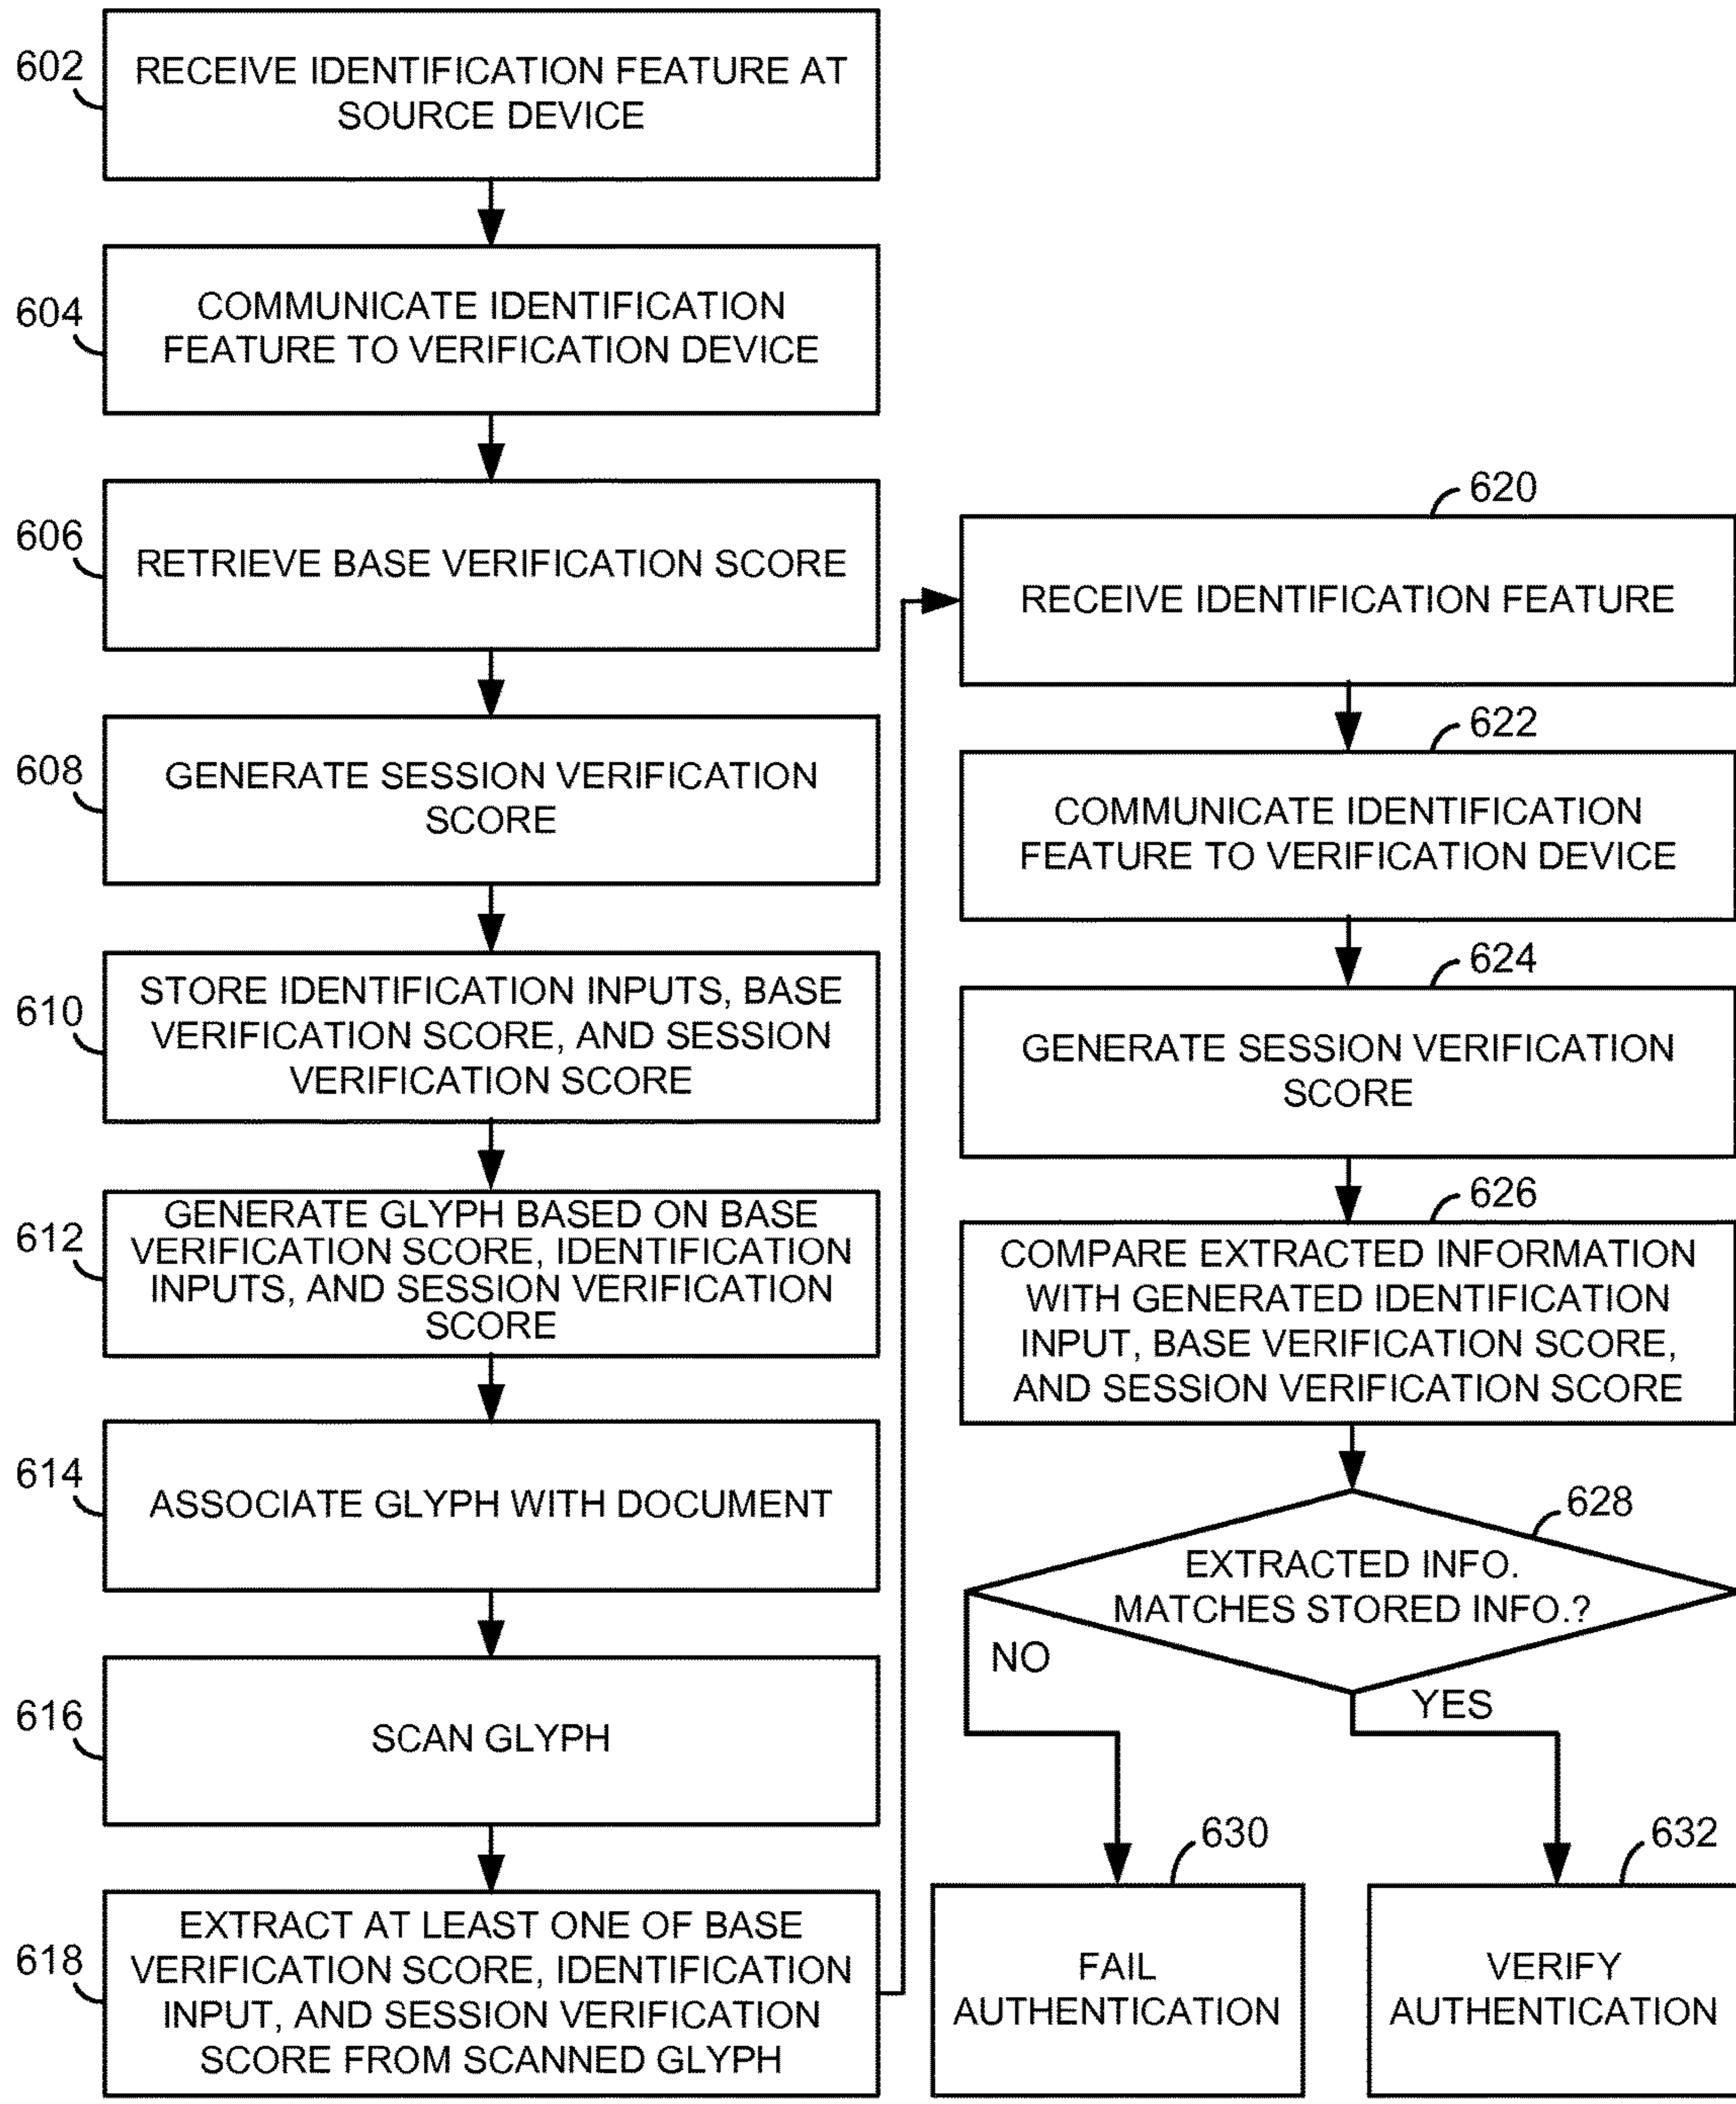 602
RECEIVE IDENTIFICATION FEATURE AT
SOURCE DEVICE
604
COMMUNICATE IDENTIFICATION
FEATURE TO VERIFICATION DEVICE
606
RETRIEVE BASE VERIFICATION SCORE
608
GENERATE SESSION VERIFICATION
SCORE
610
STORE IDENTIFICATION INPUTS, BASE
VERIFICATION SCORE, AND SESSION
VERIFICATION SCORE
612
GENERATE GLYPH BASED ON BASE
VERIFICATION SCORE, IDENTIFICATION
INPUTS, AND SESSION VERIFICATION
SCORE
614
ASSOCIATE GLYPH WITH DOCUMENT
616
SCAN GLYPH
618
EXTRACT AT LEAST ONE OF BASE
VERIFICATION SCORE, IDENTIFICATION
INPUT, AND SESSION VERIFICATION
SCORE FROM SCANNED GLYPH
620
RECEIVE IDENTIFICATION FEATURE
622
COMMUNICATE IDENTIFICATION
FEATURE TO VERIFICATION DEVICE
624
GENERATE SESSION VERIFICATION
SCORE
626
COMPARE EXTRACTED INFORMATION
WITH GENERATED IDENTIFICATION
INPUT, BASE VERIFICATION SCORE,
AND SESSION VERIFICATION SCORE
628
EXTRACTED INFO.
MATCHES STORED INFO.?
NO
YES
630
FAIL
AUTHENTICATION
632
VERIFY
AUTHENTICATION